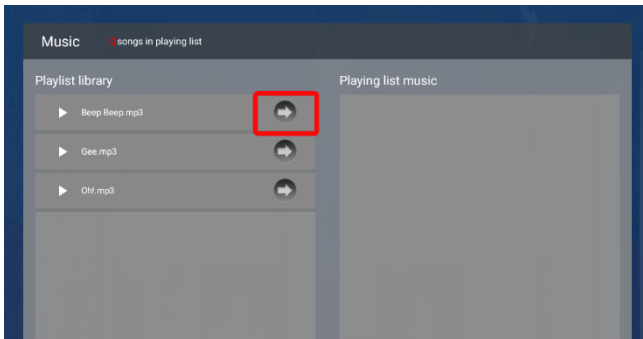 Music
songs in playing list
Playlist library
Playing list music
Beep Beep.mp3
Gee.mp3
Oh!.mp3